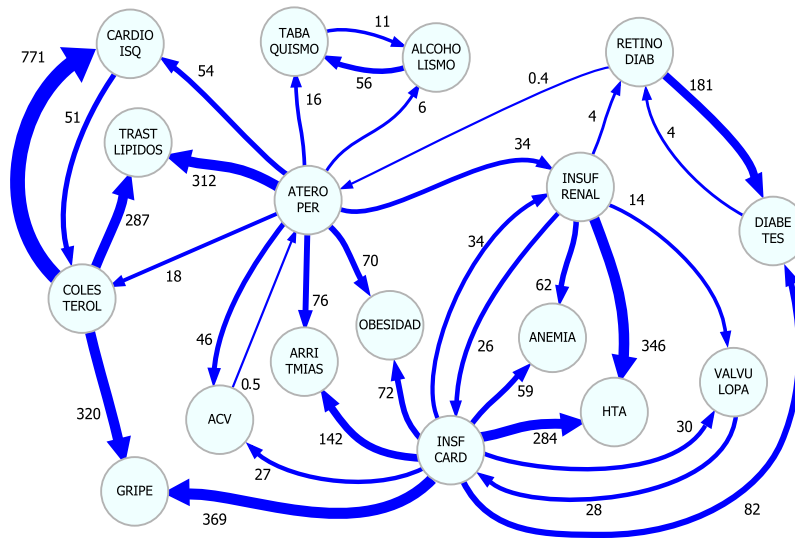 TABA
QUISMO
11
ALCOHO
LISMO
CARDIO
ISQ
RETINO
DIAB
771
54
56
0.4
181
16
6
4
4
51
TRAST
LIPIDOS
312
34
ATERO
PER
INSUF
RENAL
14
287
DIABE
TES
34
18
70
62
COLES
TEROL
76
OBESIDAD
ANEMIA
46
26
346
ARRI
TMIAS
VALVU
LOPA
0.5
72
59
320
ACV
HTA
142
INSF
CARD
284
30
27
GRIPE
369
28
82